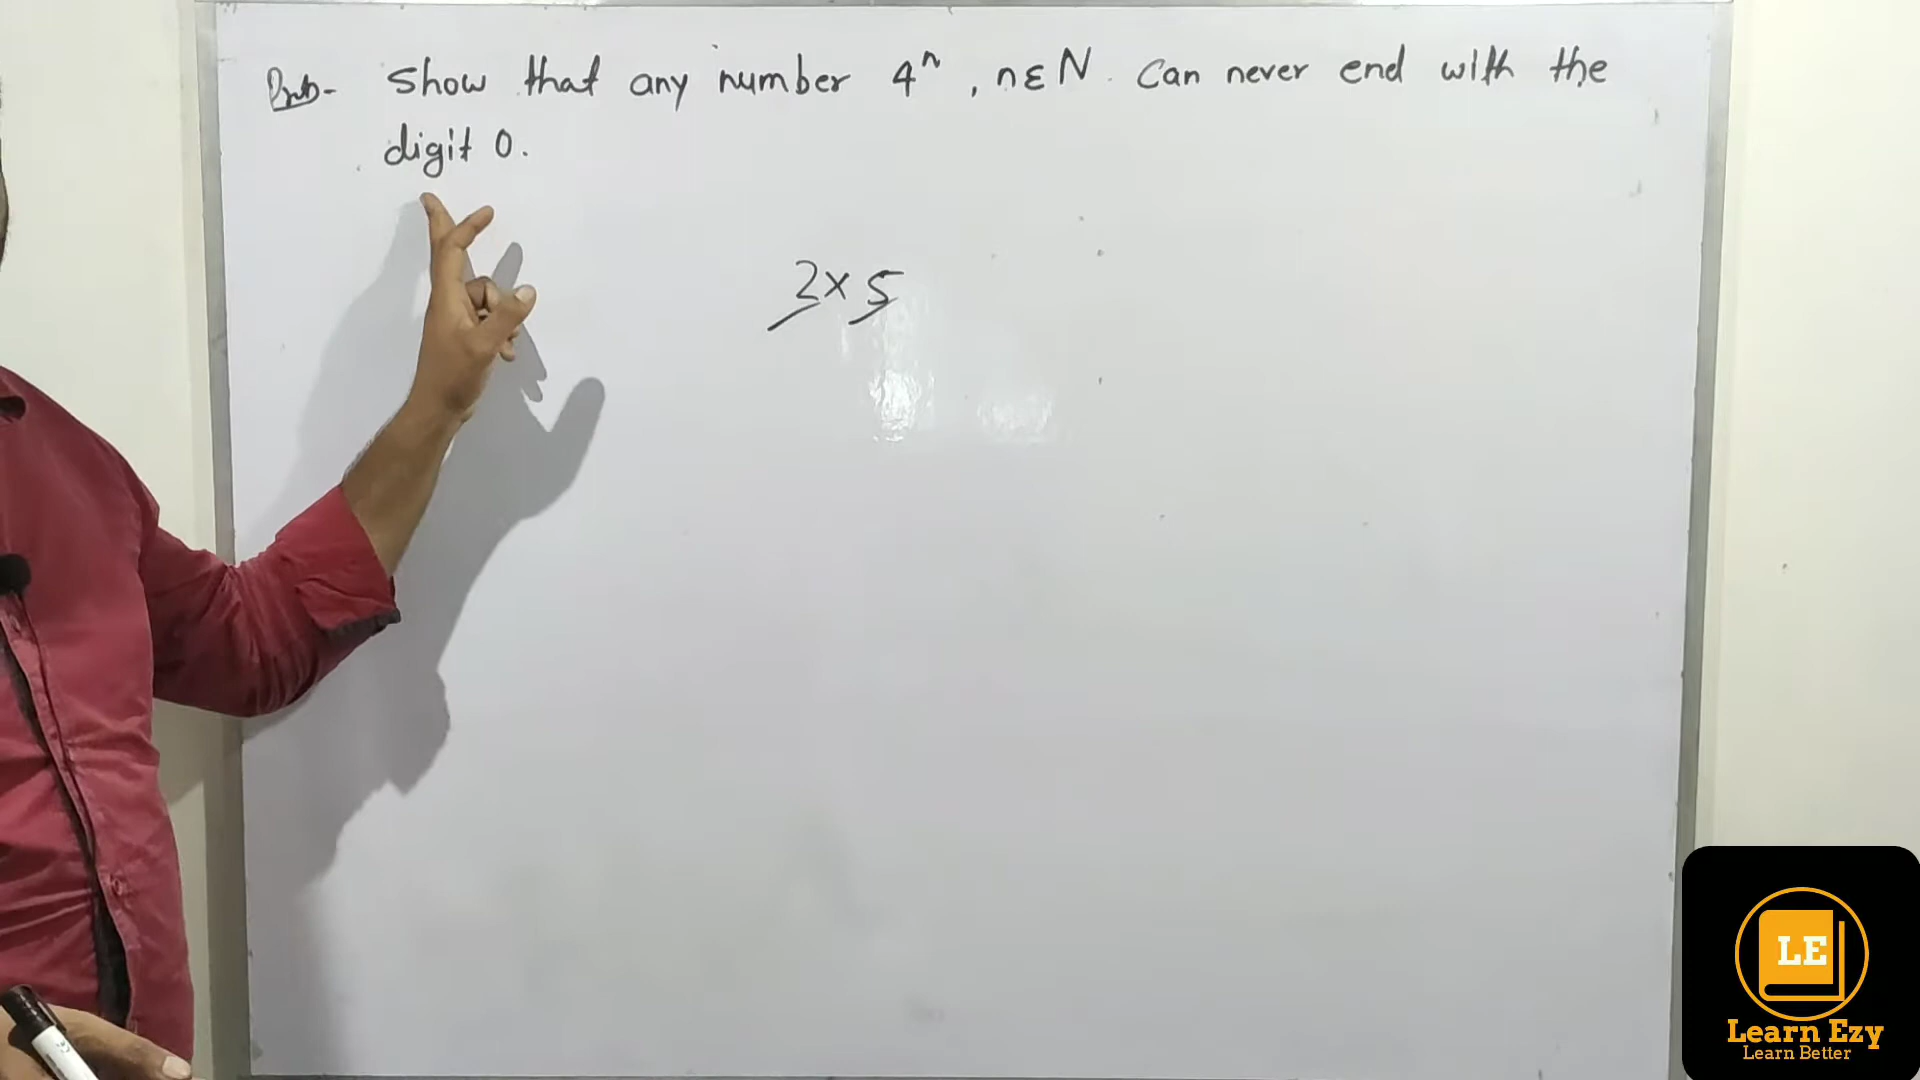 Prob- Show that any number 4ⁿ, n∈N. Can never end with the
digit 0.
2 x 5
LE
Learn Ezy
Learn Better